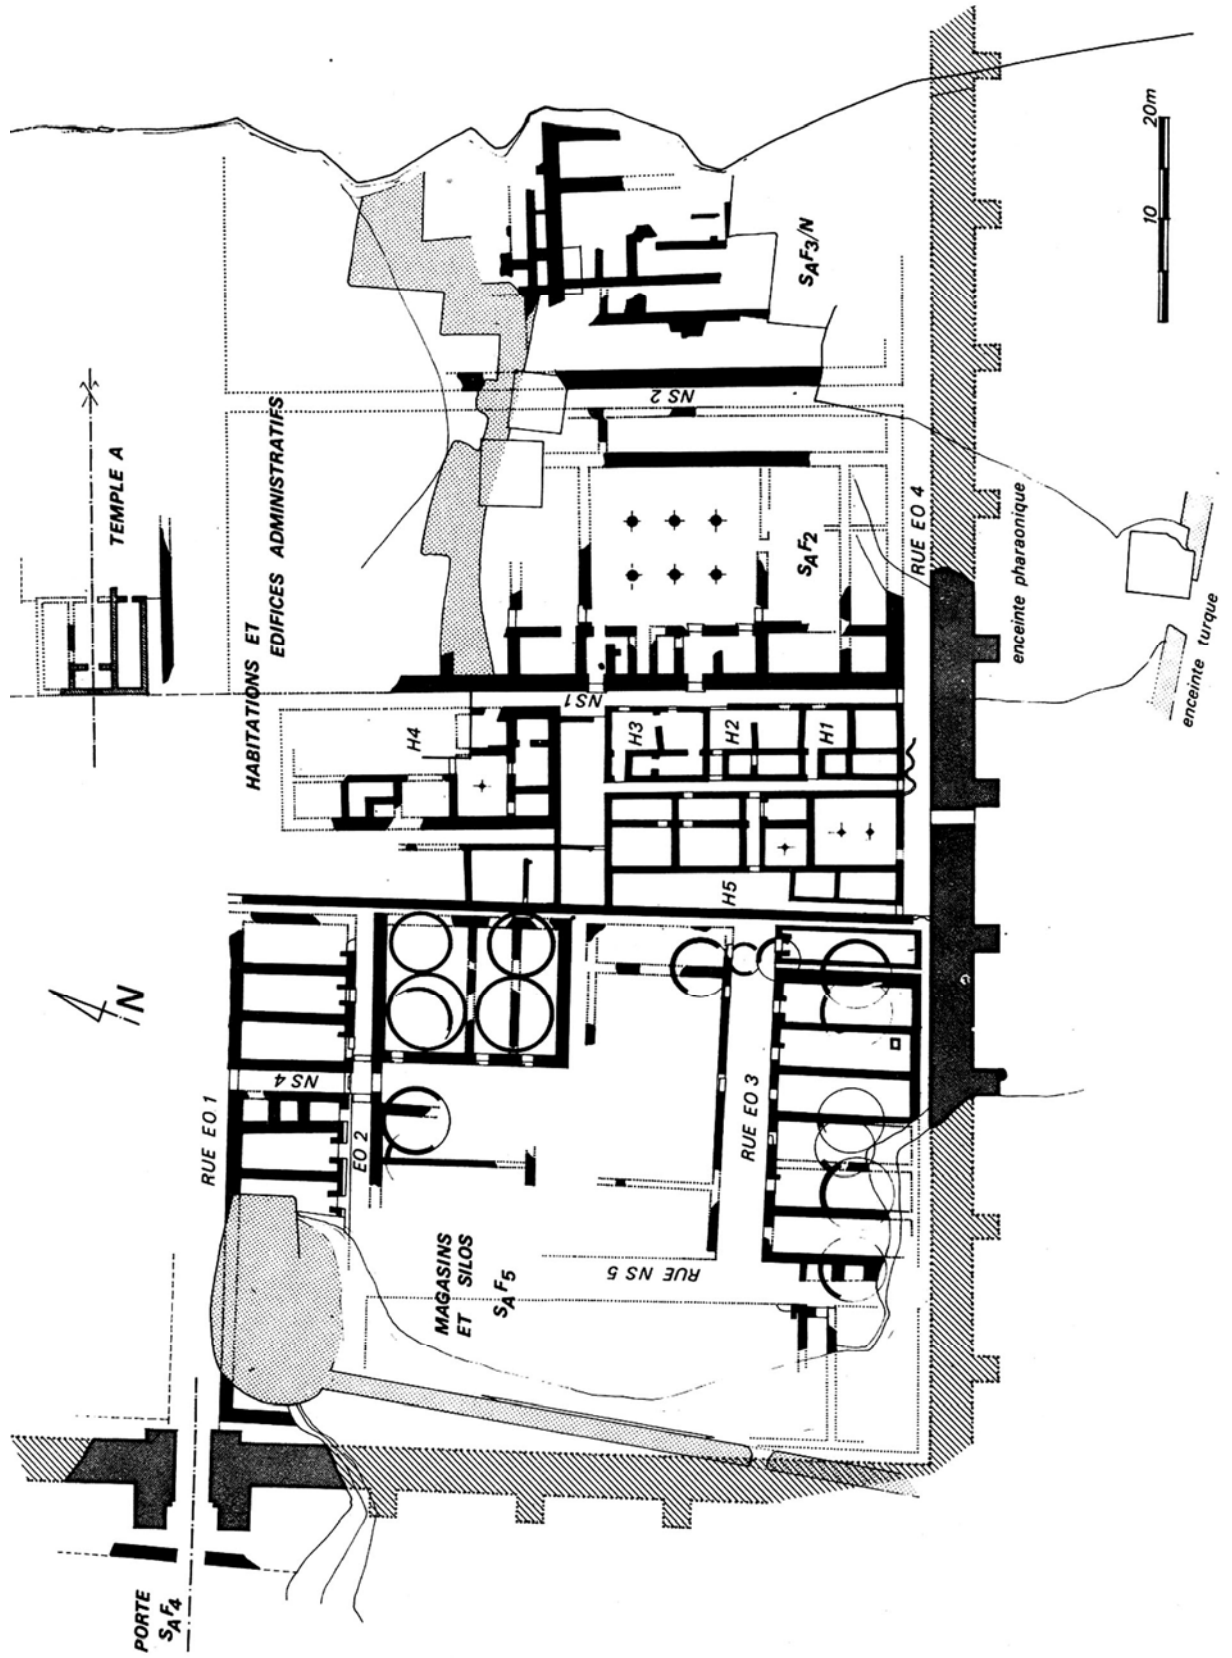 20m
10
SAF3/N
NS 2
TEMPLE A
HABITATIONS ET
EDIFICES ADMINISTRATIFS
SAF2
RUE EO 4
enceinte pharaonique
enceinte turque
NS1
H4
H3
H2
H1
H5
N
NS 4
RUE EO 1
EO 2
RUE EO 3
MAGASINS
ET SILOS
SAF5
RUE NS 5
PORTE
SAF4